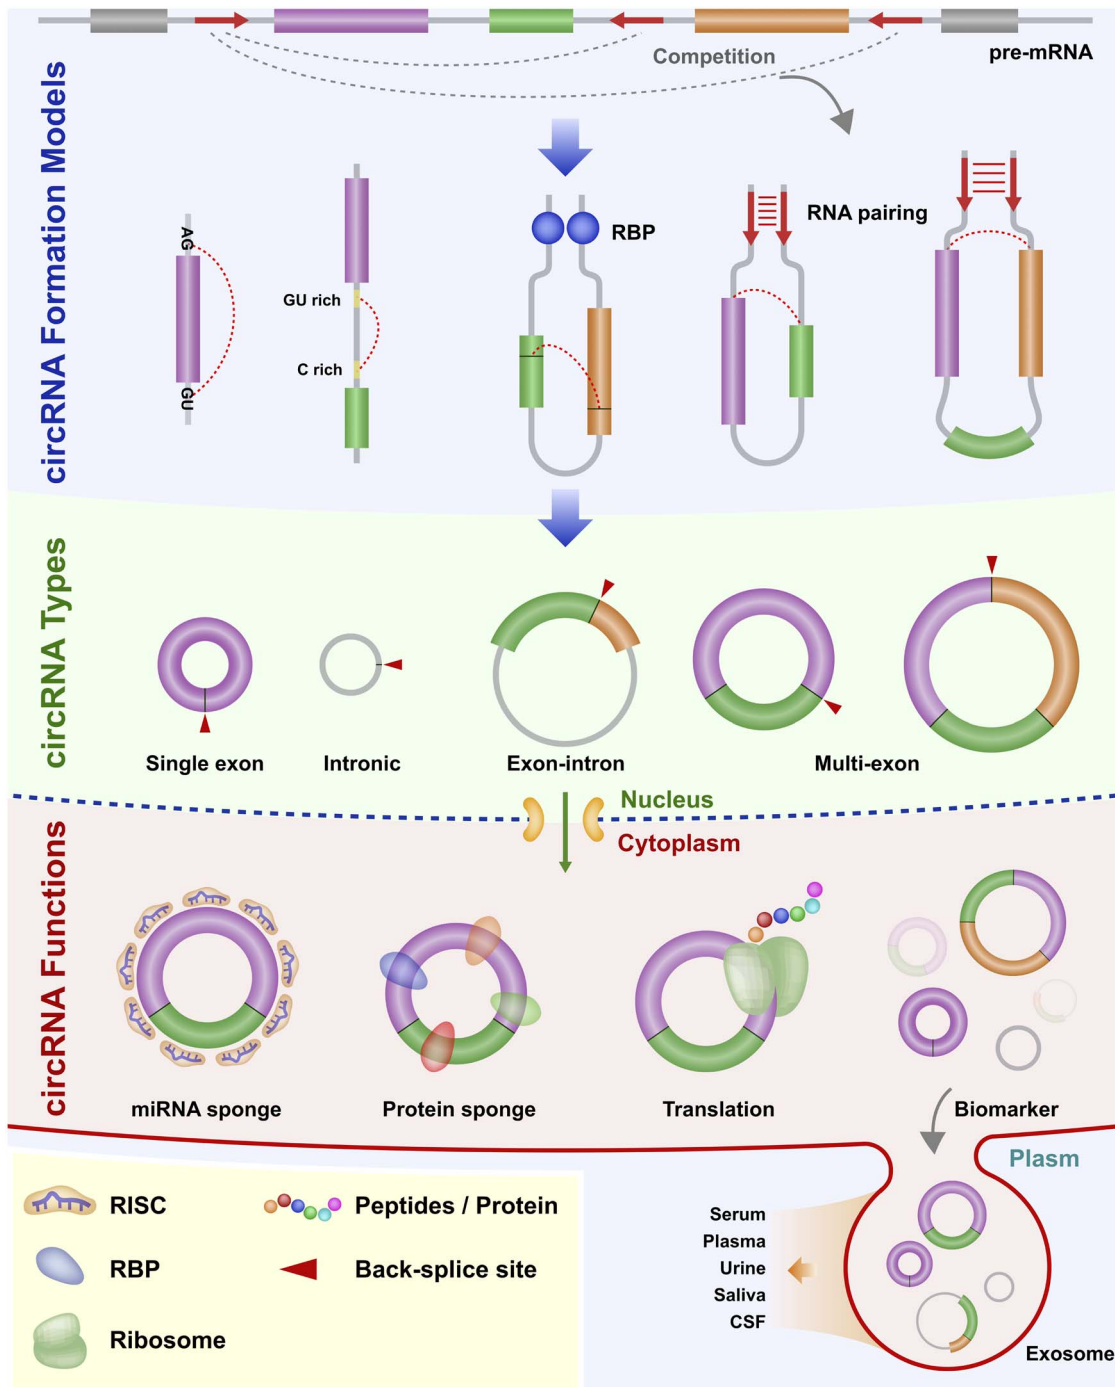 Competition
pre-mRNA
circRNA Formation Models
AG
GU
GU rich
C rich
RBP
RNA pairing
circRNA Types
Single exon
Intronic
Exon-intron
Multi-exon
Nucleus
Cytoplasm
circRNA Functions
miRNA sponge
Protein sponge
Translation
Biomarker
Plasm
RISC
Peptides / Protein
RBP
Back-splice site
Ribosome
Serum
Plasma
Urine
Saliva
CSF
Exosome